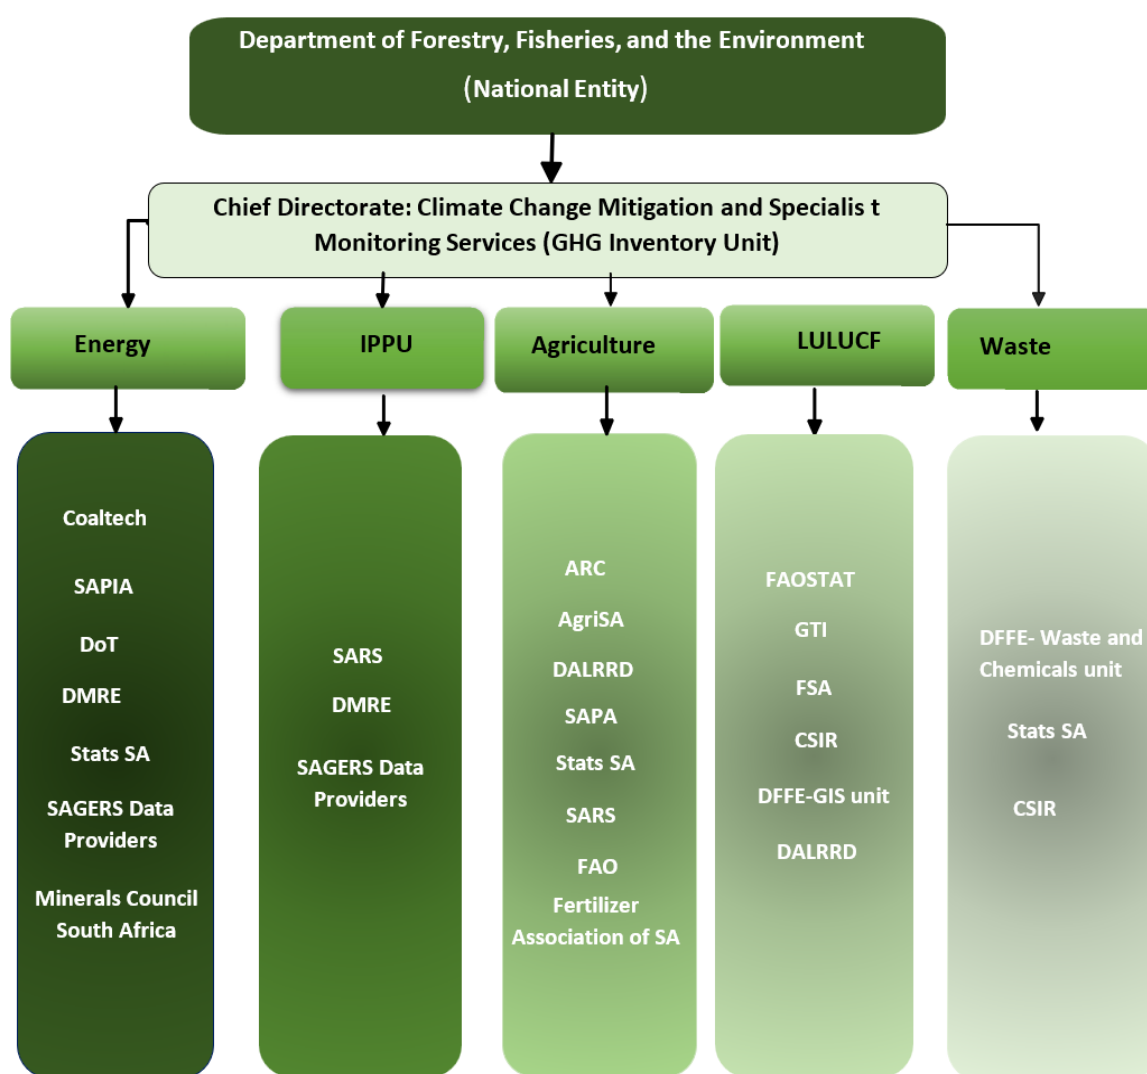 Department of Forestry, Fisheries, and the Environment
(National Entity)
Chief Directorate: Climate Change Mitigation and Specialis t
Monitoring Services (GHG Inventory Unit)
Energy
IPPU
Agriculture
LULUCF
Waste
Coaltech
SAPIA
DoT
DMRE
Stats SA
SAGERS Data
Providers
Minerals Council
South Africa
SARS
DMRE
SAGERS Data
Providers
ARC
AgriSA
DALRRD
SAPA
Stats SA
SARS
FAO
Fertilizer
Association of SA
FAOSTAT
GTI
FSA
CSIR
DFFE-GIS unit
DALRRD
DFFE- Waste and
Chemicals unit
Stats SA
CSIR